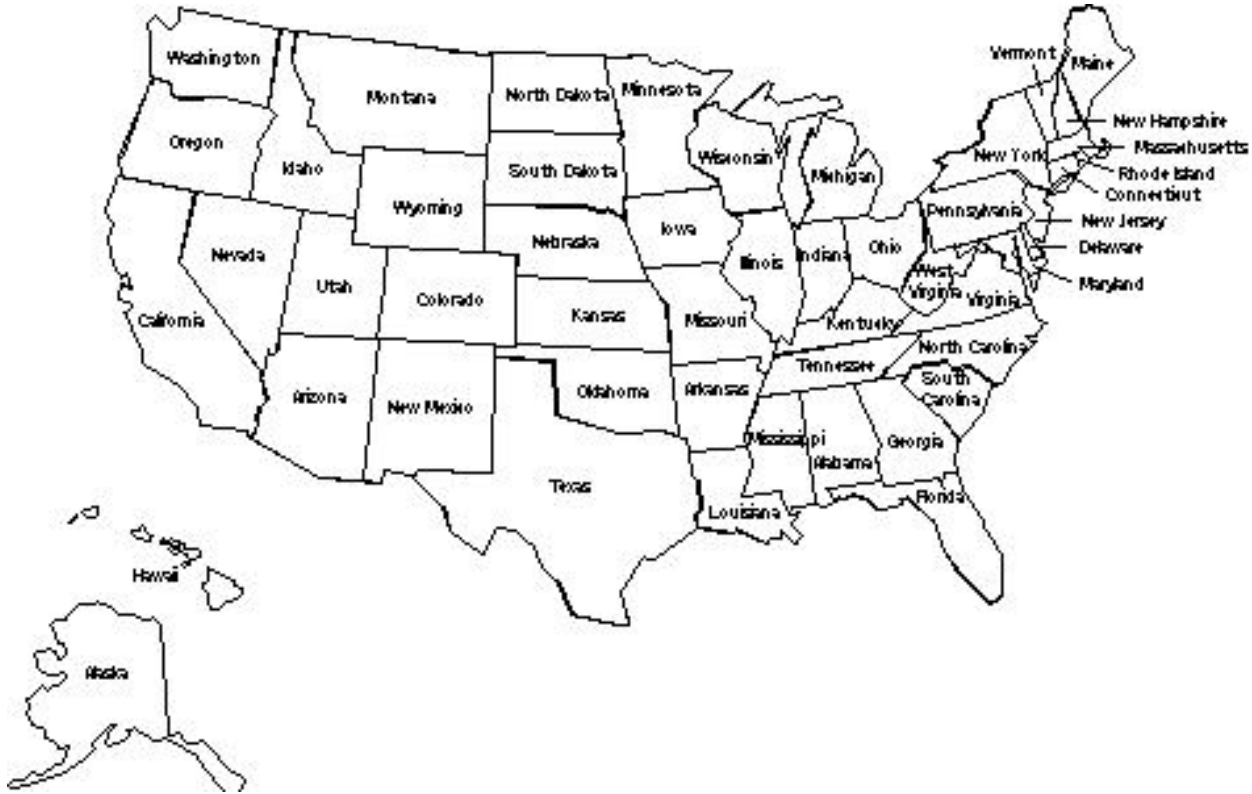 Vermont
Washington
Maine
Montana
North Dakota
Minnesota
New Hampshire
Oregon
Massachusetts
Wisconsin
New York
Idaho
South Dakota
Michigan
Rhode Island
Connecticut
Wyoming
Pennsylvania
New Jersey
Iowa
Nebraska
Ohio
Delaware
Nevada
Illinois
Indiana
West
Virginia
Maryland
Utah
Colorado
Virginia
California
Kansas
Missouri
Kentucky
North Carolina
Tennessee
South
Carolina
Arizona
New Mexico
Oklahoma
Arkansas
Mississippi
Georgia
Alabama
Texas
Florida
Louisiana
Hawaii
Alaska